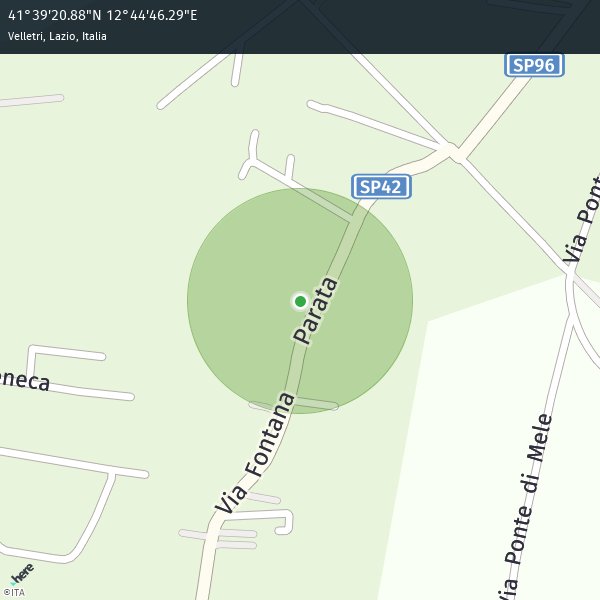 41°39'20.88"N 12°44'46.29"E
Velletri, Lazio, Italia
SP96
SP42
Via Pont
Via Fontana Parata
eneca
Via Ponte di Mele
here
©ITA